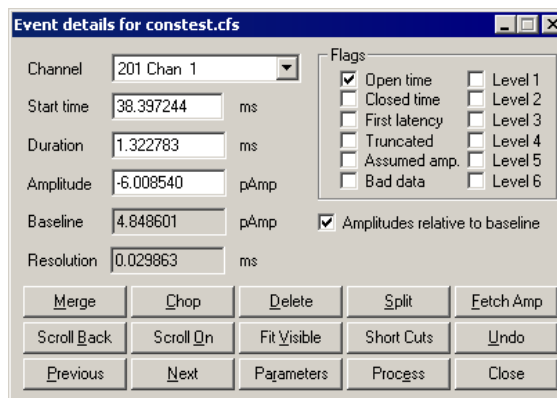 Event details for constest.cfs
Channel 201 Chan 1
Start time 38.397244 ms
Duration 1.322783 ms
Amplitude -6.008540 pAmp
Baseline 4.848601 pAmp
Resolution 0.029863 ms
Flags
Open time Level 1
Closed time Level 2
First latency Level 3
Truncated Level 4
Assumed amp. Level 5
Bad data Level 6
Amplitudes relative to baseline
Merge Chop Delete Split Fetch Amp
Scroll Back Scroll On Fit Visible Short Cuts Undo
Previous Next Parameters Process Close